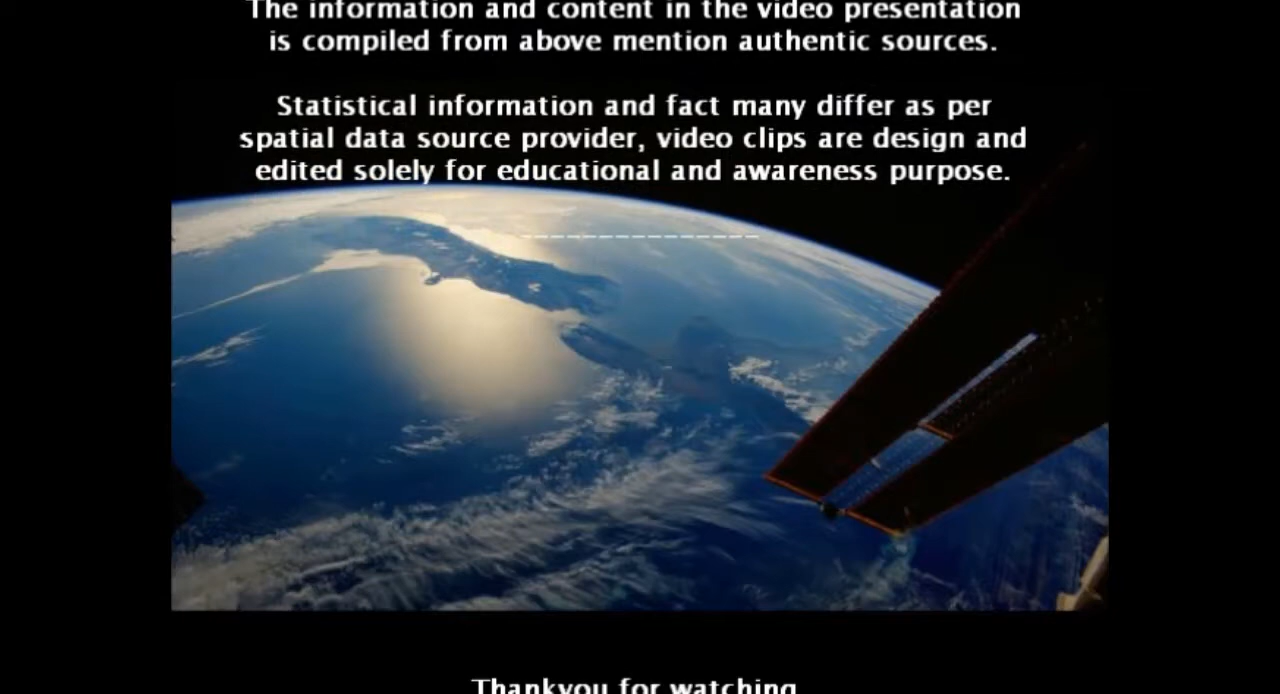 The information and content in the video presentation
is compiled from above mention authentic sources.
Statistical information and fact many differ as per
spatial data source provider, video clips are design and
edited solely for educational and awareness purpose.
---------------
Thankyou for watching